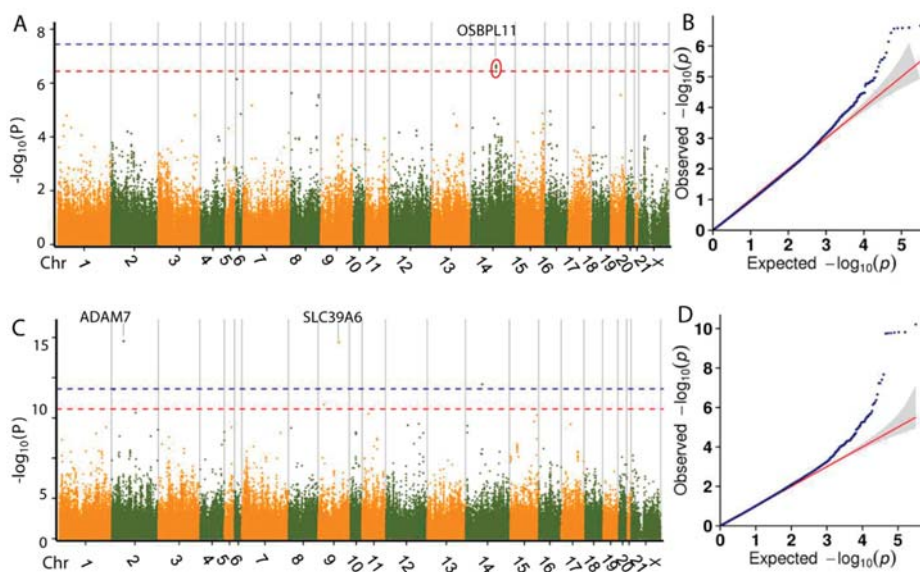 A
OSBPL11
8
6
4
2
0
-log10(P)
Chr 1 2 3 4 5 6 7 8 9 10 11 12 13 14 15 16 17 18 19 20 21 X
B
6
5
4
3
2
1
0
Observed −log10(p)
0 1 2 3 4 5
Expected −log10(p)
C
ADAM7
SLC39A6
15
10
5
0
-log10(P)
Chr 1 2 3 4 5 6 7 8 9 10 11 12 13 14 15 16 17 18 19 20 21 X
D
10
8
6
4
2
0
Observed −log10(p)
0 1 2 3 4 5
Expected −log10(p)